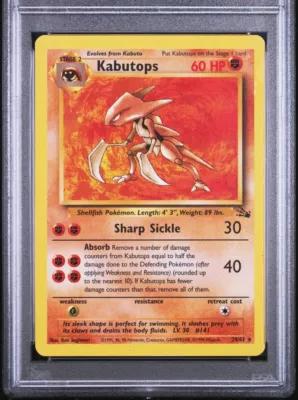 Evolves from Kabuto Put Kabutops on the Stage 1 card
STAGE 2
Kabutops 60 HP
Shellfish Pokémon. Length: 4' 3", Weight: 89 lbs.
Sharp Sickle 30
Absorb Remove a number of damage
counters from Kabutops equal to half the
damage done to the Defending Pokémon (after
applying Weakness and Resistance) (rounded up
to the nearest 10). If Kabutops has fewer
damage counters than that, remove all of them.
40
weakness resistance retreat cost
Its sleek shape is perfect for swimming. It slashes prey with
its claws and drains the body fluids. LV. 30 #141
24/62